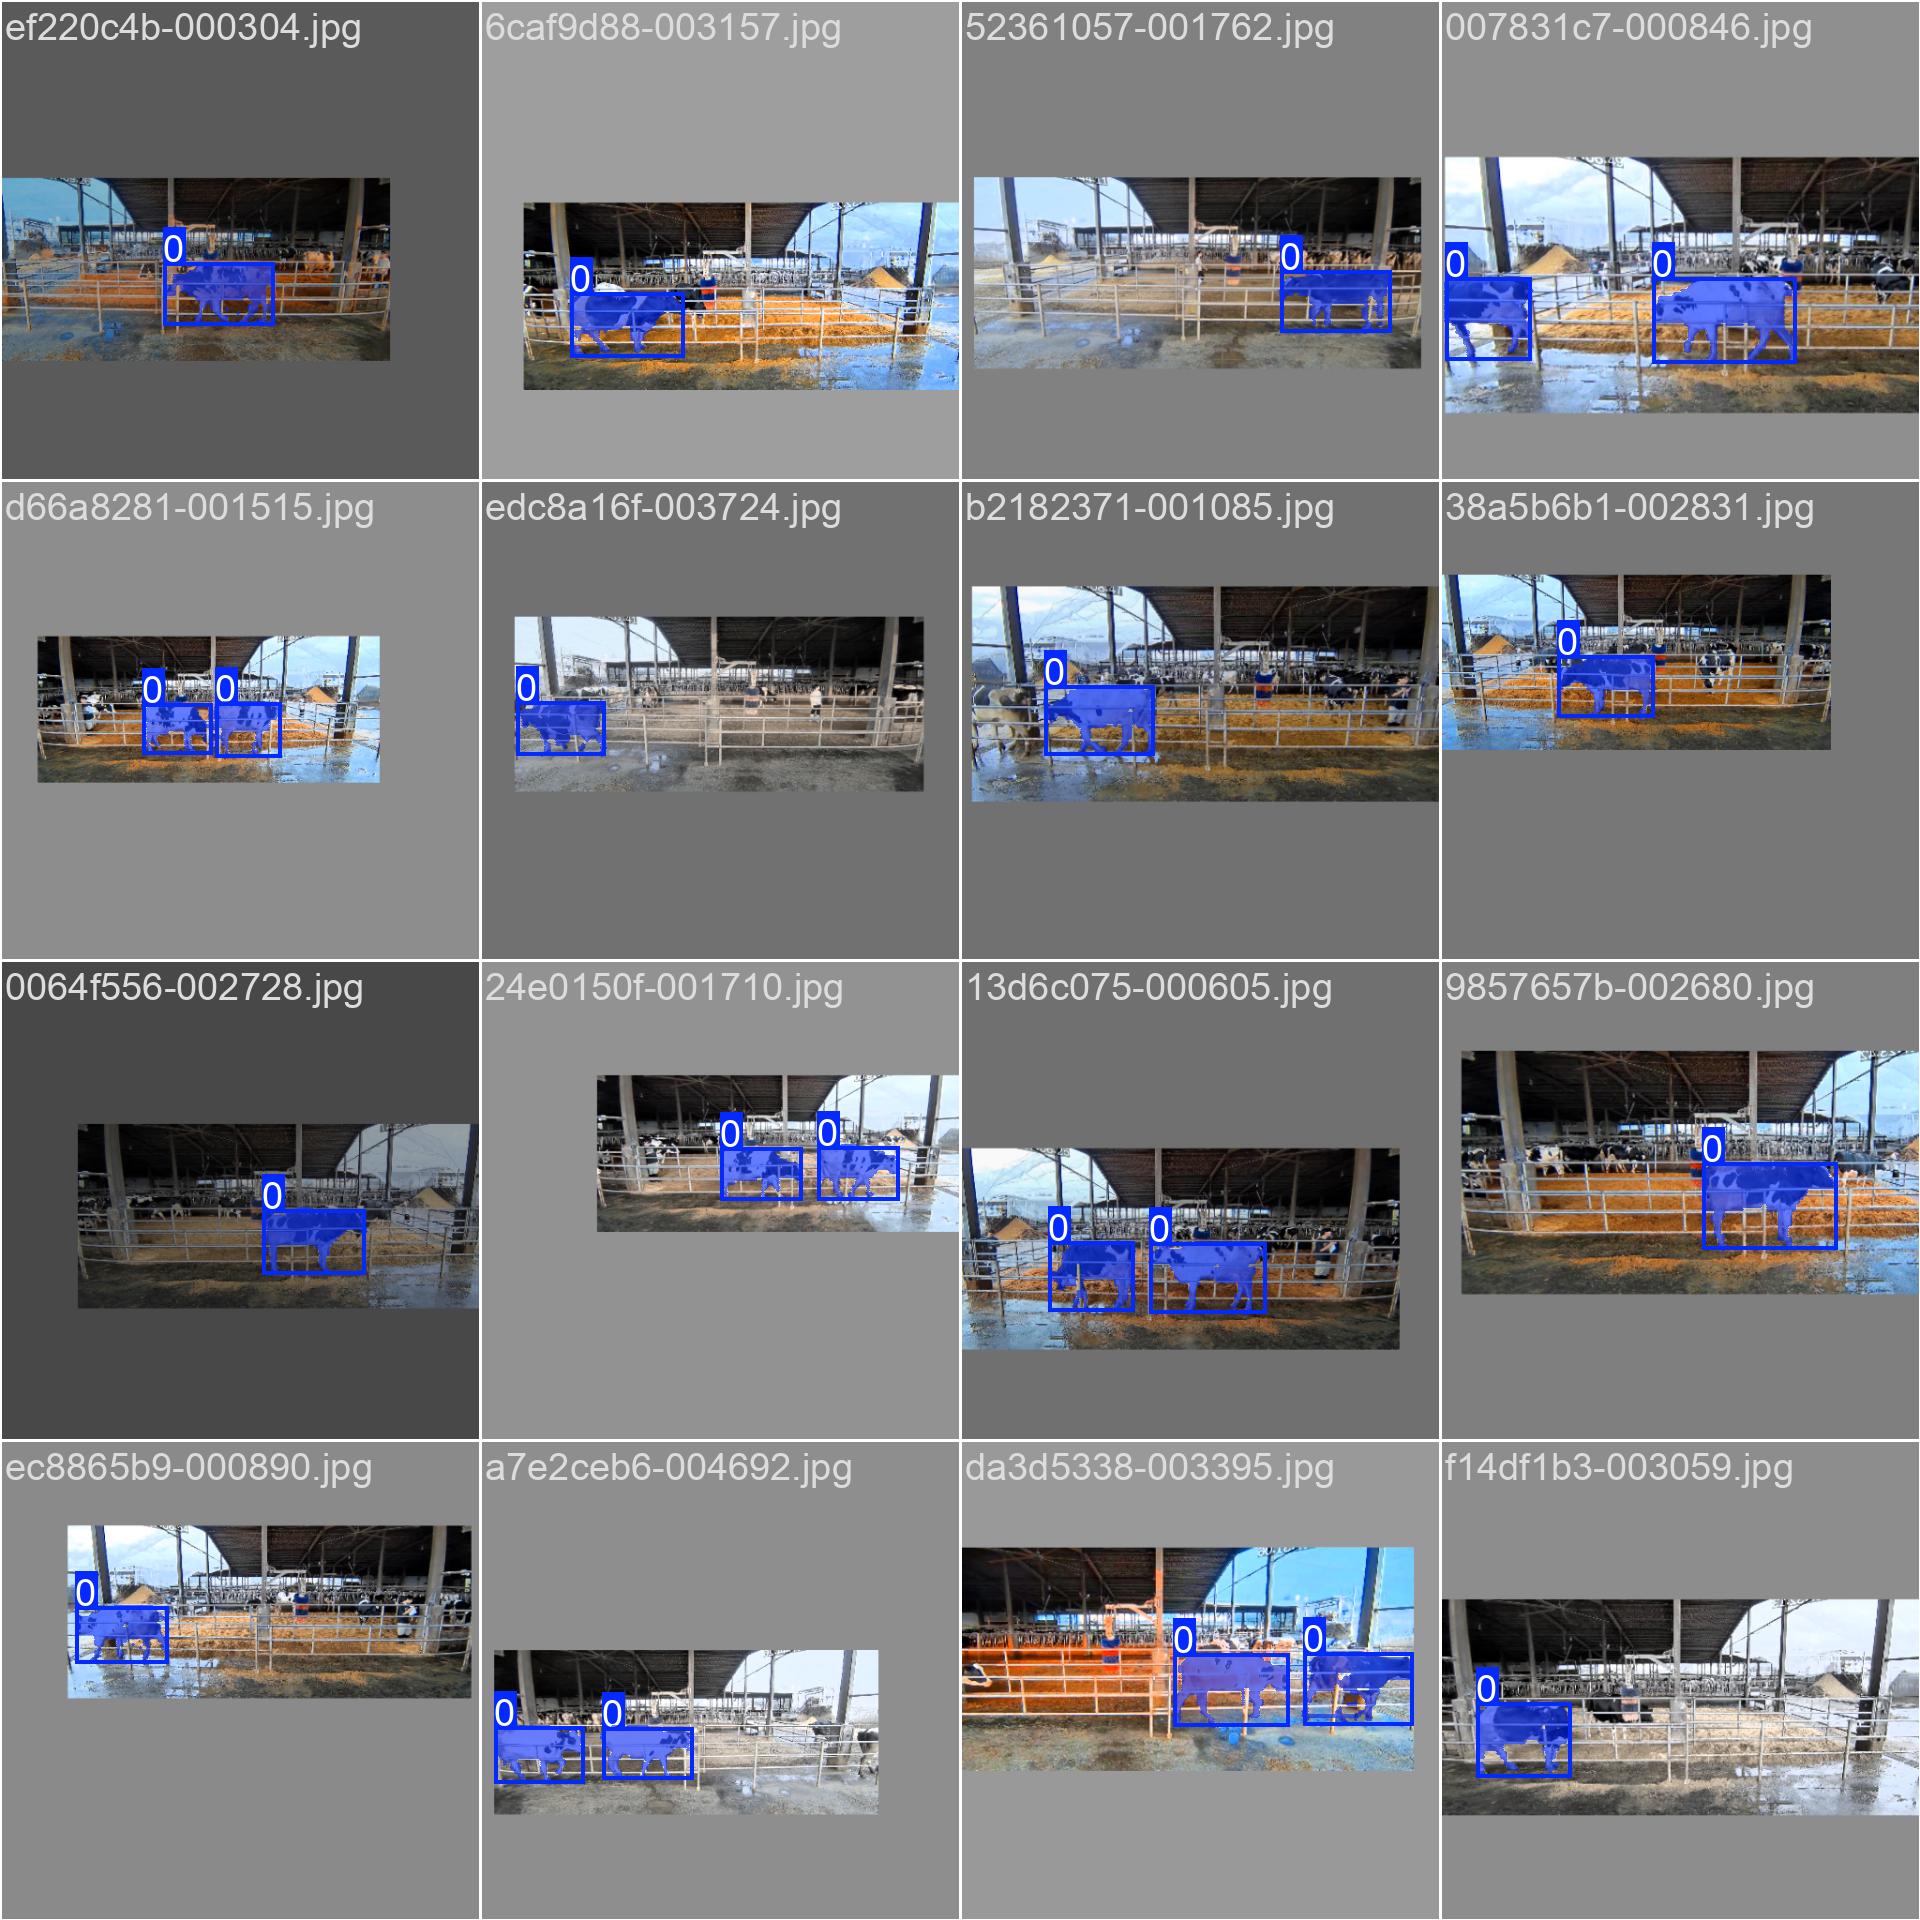 ef220c4b-000304.jpg
6caf9d88-003157.jpg
52361057-001762.jpg
007831c7-000846.jpg
0
0
0
0
0
d66a8281-001515.jpg
edc8a16f-003724.jpg
b2182371-001085.jpg
38a5b6b1-002831.jpg
0
0
0
0
0
0064f556-002728.jpg
24e0150f-001710.jpg
13d6c075-000605.jpg
9857657b-002680.jpg
0
0
0
0
0
0
ec8865b9-000890.jpg
a7e2ceb6-004692.jpg
da3d5338-003395.jpg
f14df1b3-003059.jpg
0
0
0
0
0
0